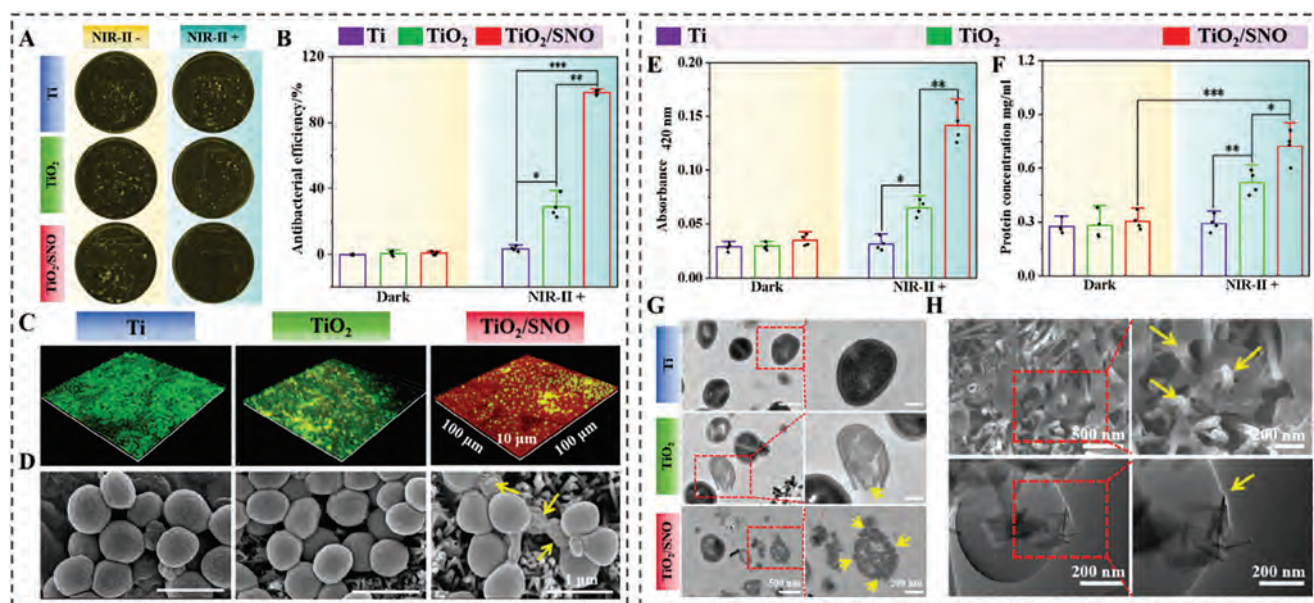 A
NIR-II -
NIR-II +
Ti
TiO2
TiO2/SNO
B
Ti
TiO2
TiO2/SNO
Antibacterial efficiency/%
120
80
40
0
***
**
*
Dark
NIR-II +
C
Ti
TiO2
TiO2/SNO
100 μm
10 μm
100 μm
D
1 μm
Ti
TiO2
TiO2/SNO
E
Absorbance 420 nm
0.20
0.15
0.10
0.05
0.00
*
**
Dark
NIR-II +
F
Protein concentration mg/ml
1.2
0.9
0.6
0.3
0.0
***
*
**
Dark
NIR-II +
G
Ti
TiO2
TiO2/SNO
500 nm
200 nm
H
500 nm
200 nm
200 nm
200 nm